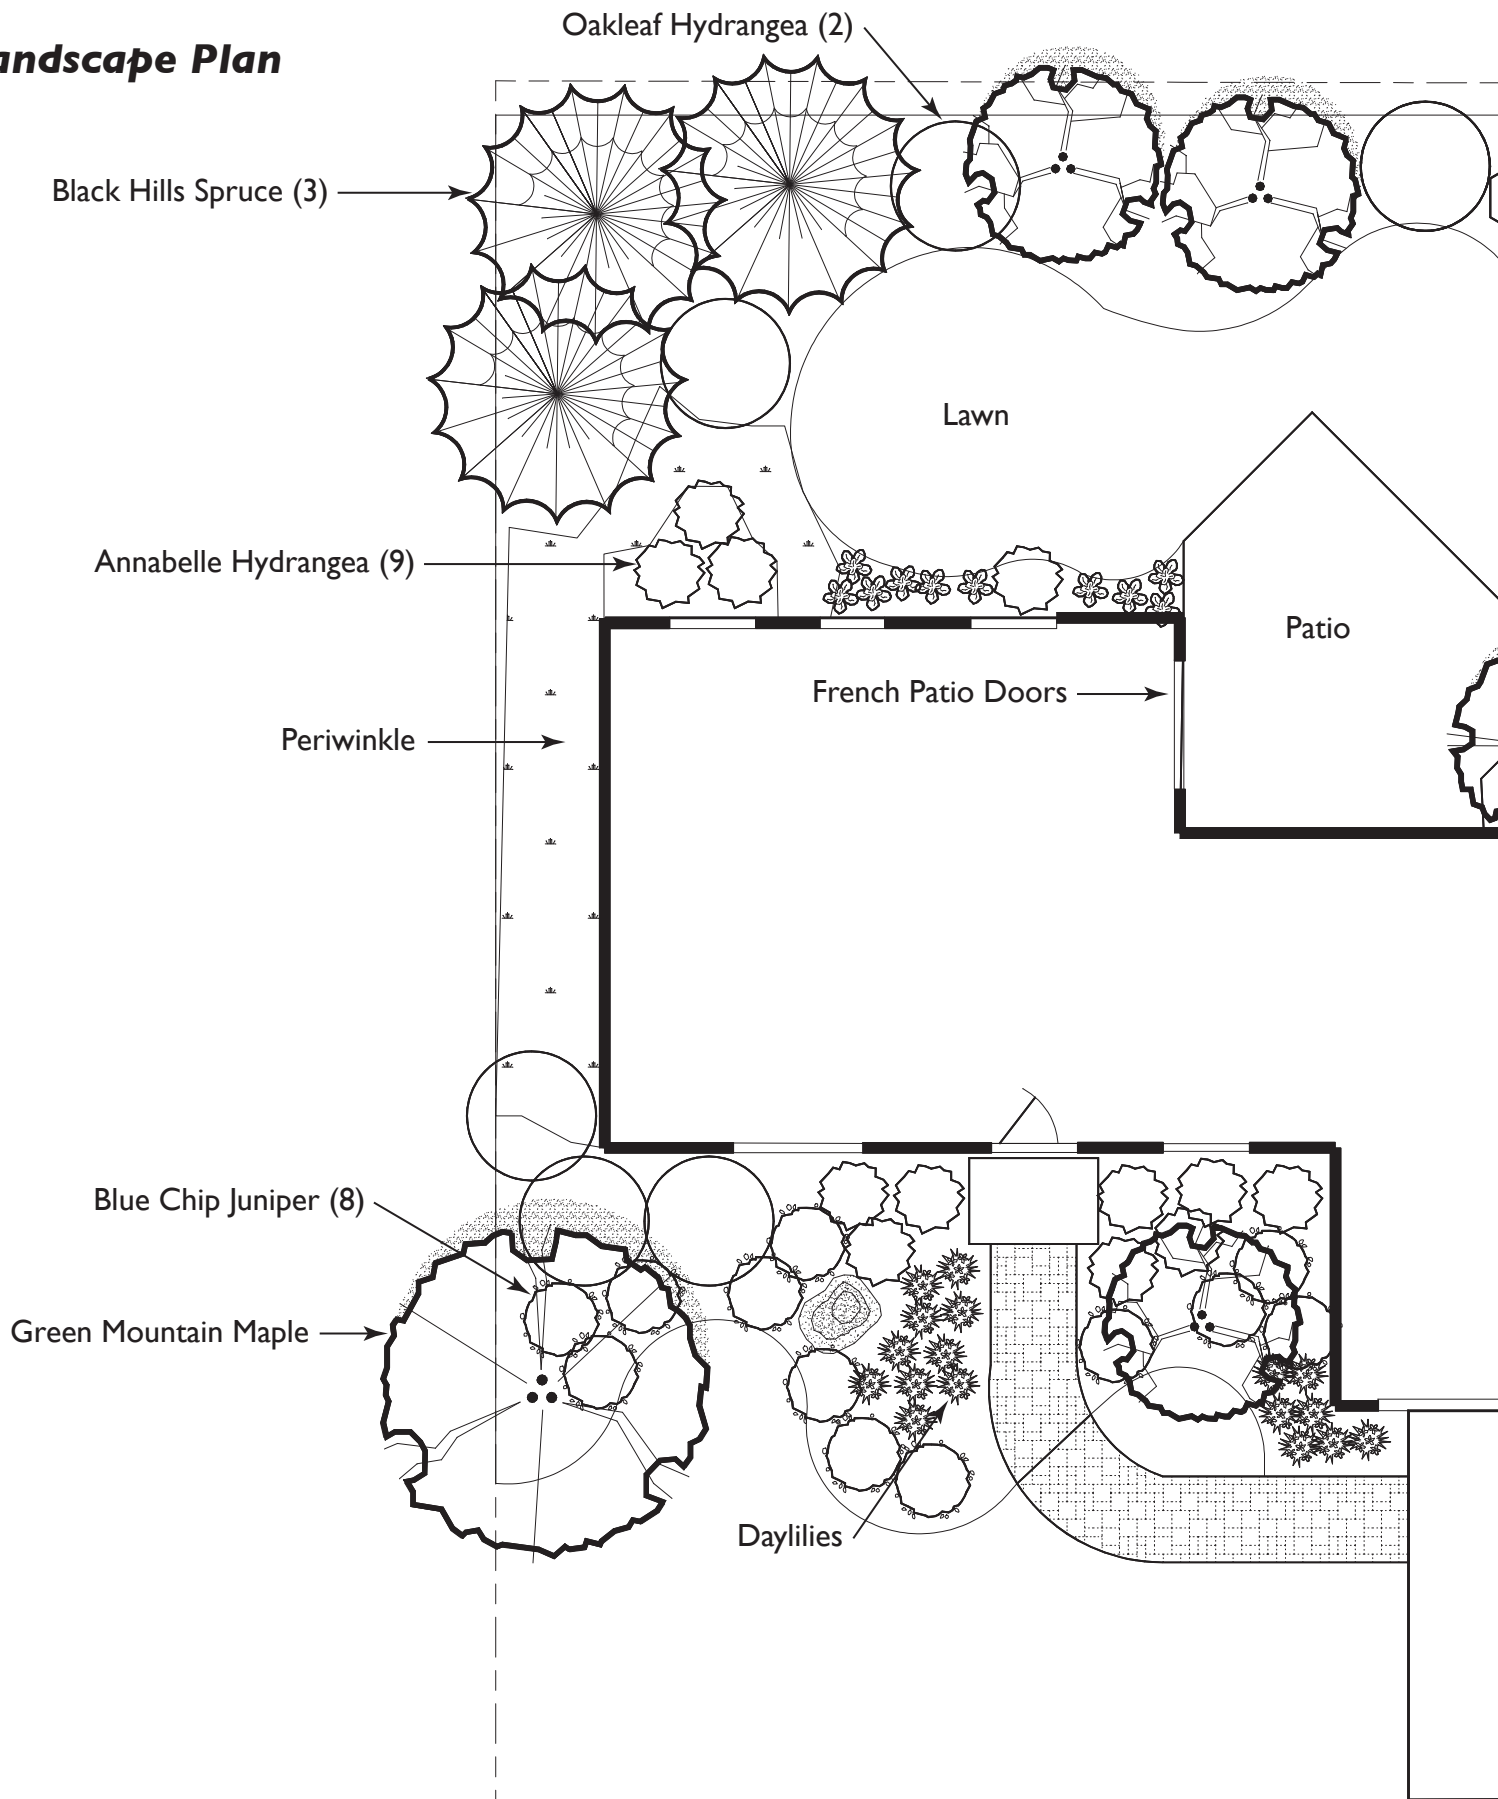 andscape Plan
Oakleaf Hydrangea (2)
Black Hills Spruce (3)
Lawn
Annabelle Hydrangea (9)
Patio
French Patio Doors
Periwinkle
Blue Chip Juniper (8)
Green Mountain Maple
Daylilies